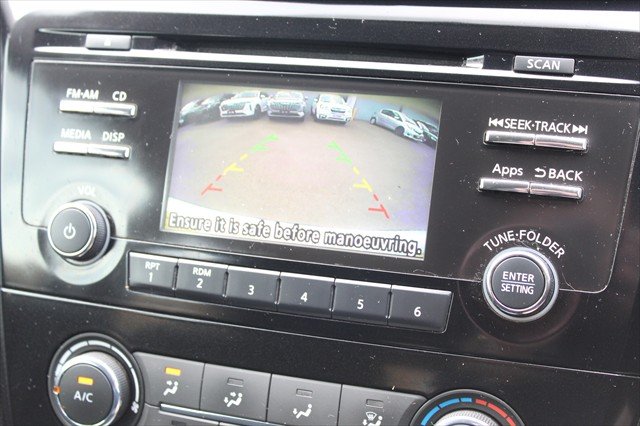 SCAN
FM·AM CD
MEDIA DISP
VOL
Ensure it is safe before manoeuvring.
SEEK·TRACK
Apps BACK
TUNE·FOLDER
ENTER
SETTING
RPT
1
RDM
2
3
4
5
6
A/C